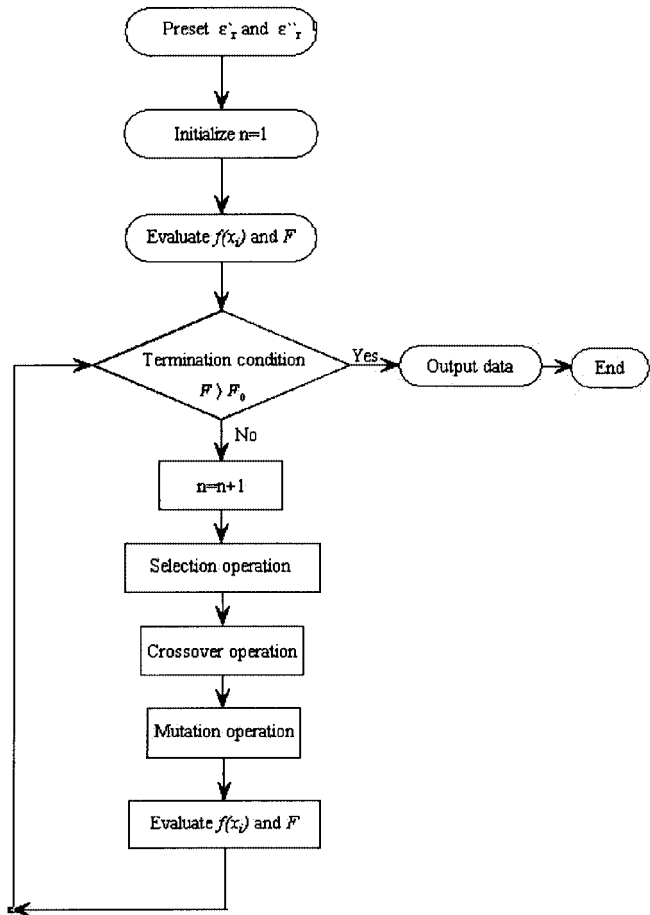 Preset ε`r and ε``r
Initialize n=1
Evaluate f(xi) and F
Termination condition
F 〉 F0
Yes
Output data
End
No
n=n+1
Selection operation
Crossover operation
Mutation operation
Evaluate f(xi) and F